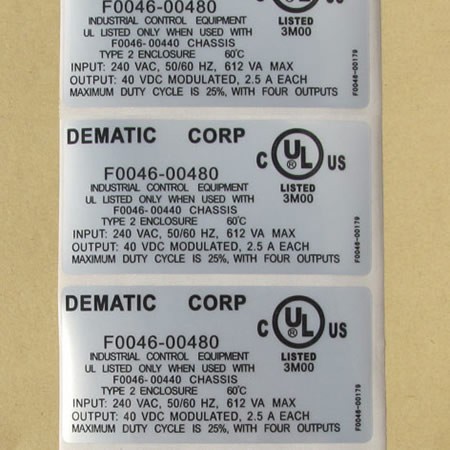 F0046-00480
INDUSTRIAL CONTROL EQUIPMENT
UL LISTED ONLY WHEN USED WITH
F0046-00440 CHASSIS
TYPE 2 ENCLOSURE 60°C
INPUT: 240 VAC, 50/60 HZ, 612 VA MAX
OUTPUT: 40 VDC MODULATED, 2.5 A EACH
MAXIMUM DUTY CYCLE IS 25%, WITH FOUR OUTPUTS
LISTED
3M00
F0048-00179
DEMATIC CORP
F0046-00480
INDUSTRIAL CONTROL EQUIPMENT
UL LISTED ONLY WHEN USED WITH
F0046-00440 CHASSIS
TYPE 2 ENCLOSURE 60°C
INPUT: 240 VAC, 50/60 HZ, 612 VA MAX
OUTPUT: 40 VDC MODULATED, 2.5 A EACH
MAXIMUM DUTY CYCLE IS 25%, WITH FOUR OUTPUTS
C UL ® US
LISTED
3M00
F0048-00179
DEMATIC CORP
F0046-00480
INDUSTRIAL CONTROL EQUIPMENT
UL LISTED ONLY WHEN USED WITH
F0046-00440 CHASSIS
TYPE 2 ENCLOSURE 60°C
INPUT: 240 VAC, 50/60 HZ, 612 VA MAX
OUTPUT: 40 VDC MODULATED, 2.5 A EACH
MAXIMUM DUTY CYCLE IS 25%, WITH FOUR OUTPUTS
C UL ® US
LISTED
3M00
F0048-00179